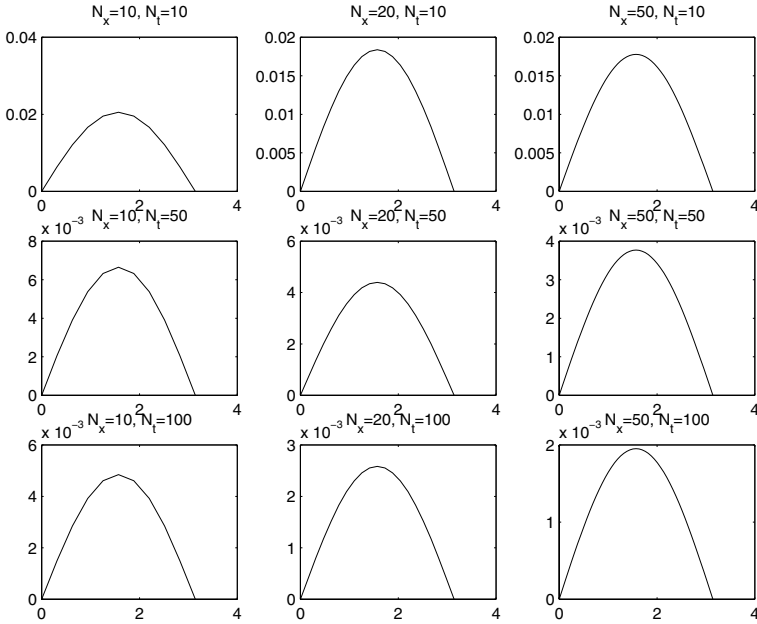 N_x=10, N_t=10
0.04
0.02
0
0 2 4
N_x=20, N_t=10
0.02
0.015
0.01
0.005
0
0 2 4
N_x=50, N_t=10
0.02
0.015
0.01
0.005
0
0 2 4
x 10⁻³
N_x=10, N_t=50
8
6
4
2
0
0 2 4
x 10⁻³
N_x=20, N_t=50
6
4
2
0
0 2 4
x 10⁻³
N_x=50, N_t=50
4
3
2
1
0
0 2 4
x 10⁻³
N_x=10, N_t=100
6
4
2
0
0 2 4
x 10⁻³
N_x=20, N_t=100
3
2
1
0
0 2 4
x 10⁻³
N_x=50, N_t=100
2
1
0
0 2 4